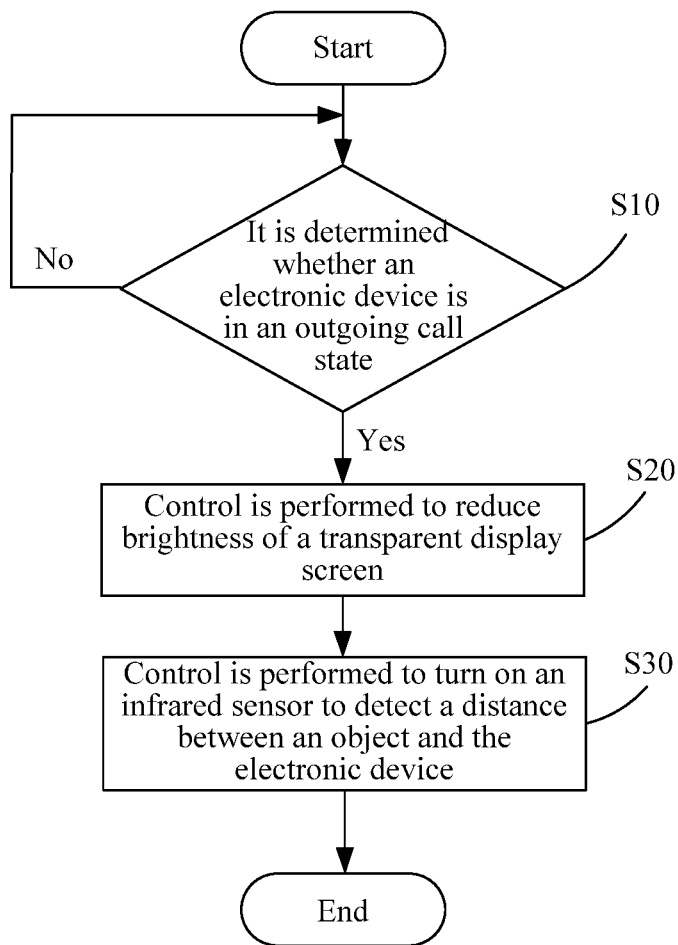 Start
S10
It is determined
whether an
electronic device is
in an outgoing call
state
No
Yes
S20
Control is performed to reduce
brightness of a transparent display
screen
S30
Control is performed to turn on an
infrared sensor to detect a distance
between an object and the
electronic device
End